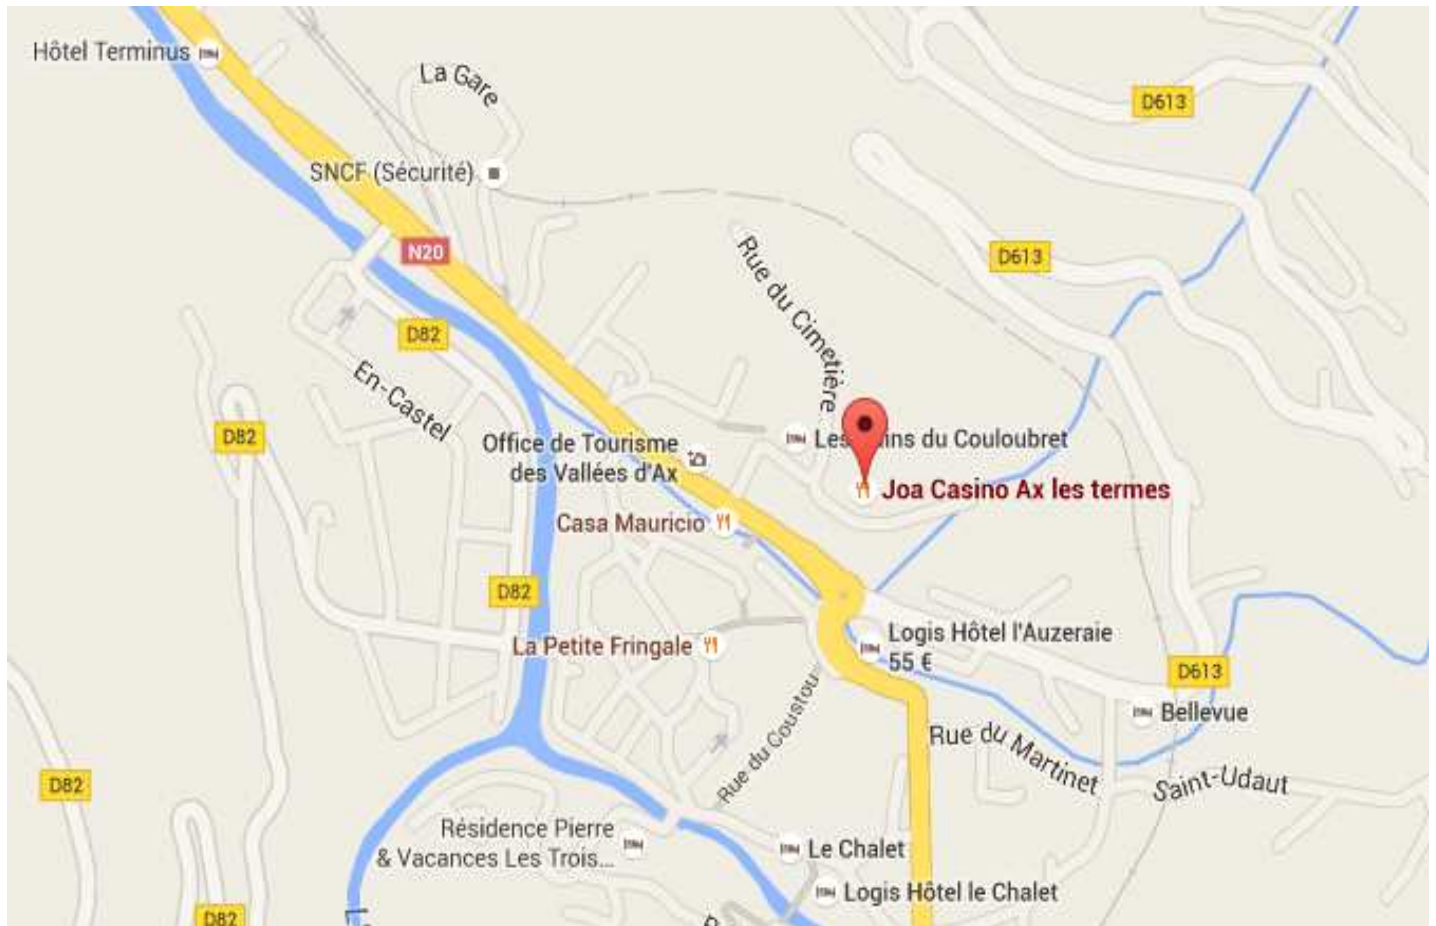 Hôtel Terminus
La Gare
D613
SNCF (Sécurité)
N20
D613
Rue du Cimetière
D82
En-Castel
D82
Office de Tourisme
des Vallées d'Ax
Joa Casino Ax les termes
Casa Mauricio
D82
Logis Hôtel l'Auzeraie
55 €
La Petite Fringale
D613
Bellevue
Rue du Coustou
Rue du Martinet
Saint-Udaut
D82
Résidence Pierre
& Vacances Les Trois...
Le Chalet
Logis Hôtel le Chalet
D82